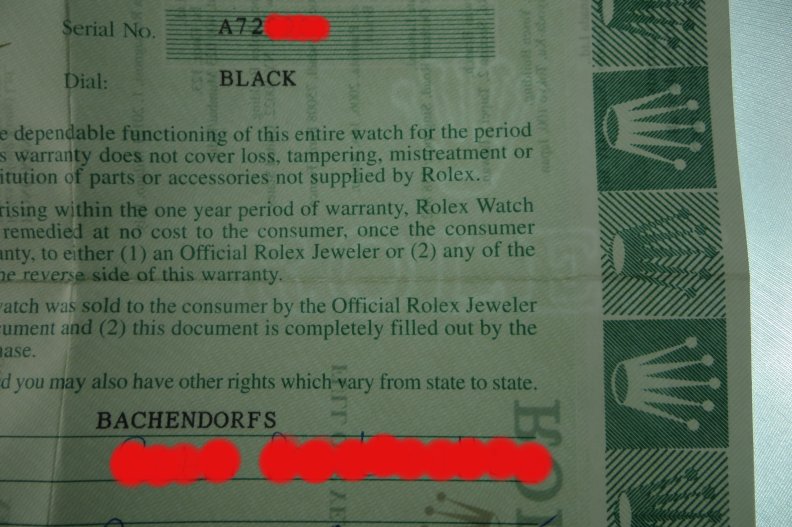 Serial No. A72
Dial: BLACK
e dependable functioning of this entire watch for the period
s warranty does not cover loss, tampering, mistreatment or
itution of parts or accessories not supplied by Rolex.
rising within the one year period of warranty, Rolex Watch
remedied at no cost to the consumer, once the consumer
anty, to either (1) an Official Rolex Jeweler or (2) any of the
he reverse side of this warranty.
watch was sold to the consumer by the Official Rolex Jeweler
cument and (2) this document is completely filled out by the
hase.
d you may also have other rights which vary from state to state.
BACHENDORFS